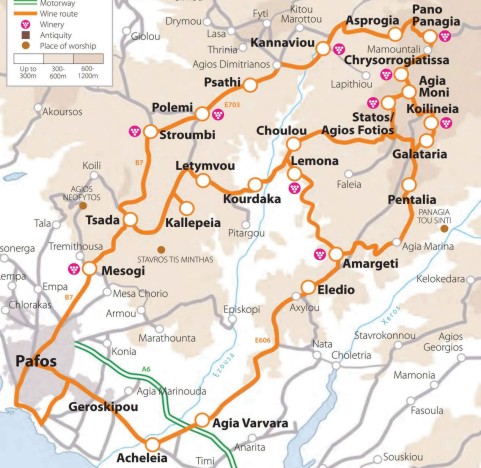 Motorway
Wine route
Winery
Antiquity
Place of worship
Up to
300m
300-
600m
600-
1200m
Drymou
Lasa
Fyti
Kitou
Marottou
Asprogia
Pano
Panagia
Giolou
Thrinia
Kannaviou
Mamountali
Agios Dimitrianos
Chrysorrogiatissa
Psathi
Lapithiou
Agia
Moni
Akoursos
Polemi
E703
Statos/
Agios Fotios
Koilineia
Stroumbi
Choulou
Galataria
B7
Letymvou
Lemona
Koili
AGIOS
NEOFYTOS
Kourdaka
Faleia
Pentalia
Tsada
Kallepeia
PANAGIA
TOU SINTI
Tala
Pitargou
Tremithousa
Agia Marina
STAVROS TIS MINTHAS
Mesogi
Amargeti
Empa
Mesa Chorio
Eledio
Kelokedara
Chlorakas
B7
Armou
Episkopi
Axylou
Xeros
Marathounta
E606
Nata
Stavrokonnou
Agios
Georgios
Konia
Ezousa
Choletria
Pafos
A6
Mamonia
Agia Marinouda
Geroskipou
Fasoula
Agia Varvara
Anarita
Acheleia
Timi
Souskiou